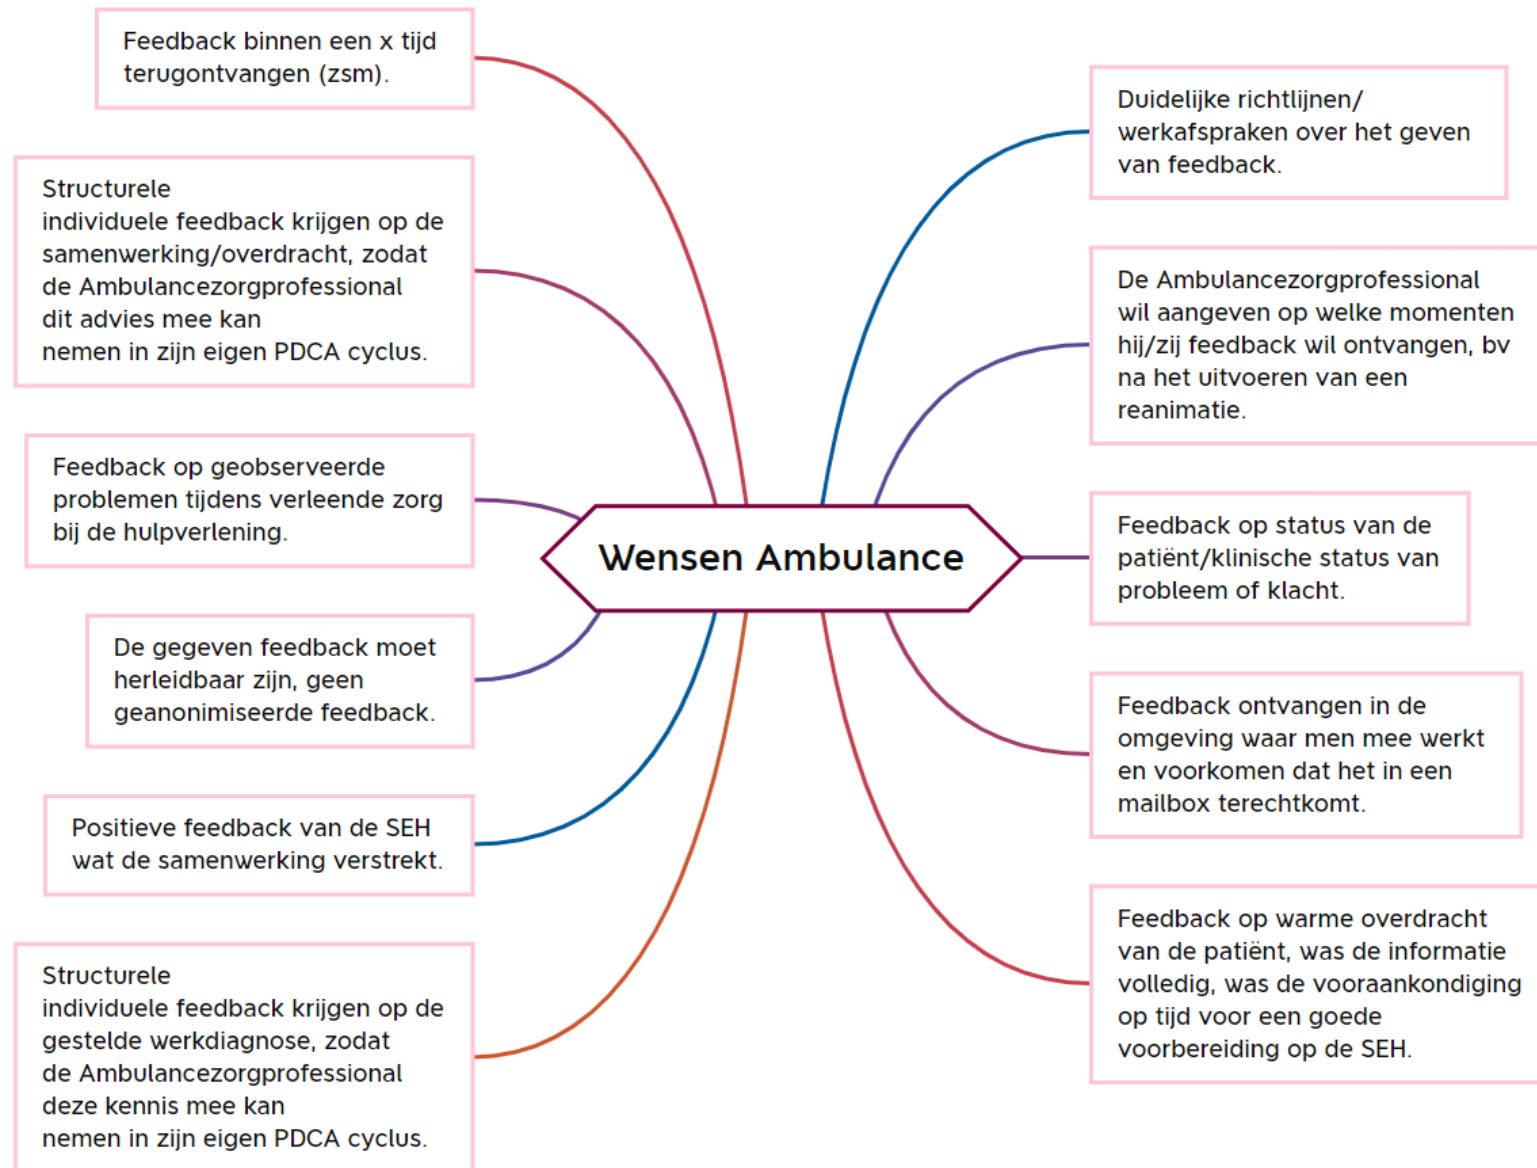 Feedback binnen een x tijd
terugontvangen (zsm).
Structurele
individuele feedback krijgen op de
samenwerking/overdracht, zodat
de Ambulancezorgprofessional
dit advies mee kan
nemen in zijn eigen PDCA cyclus.
Feedback op geobserveerde
problemen tijdens verleende zorg
bij de hulpverlening.
De gegeven feedback moet
herleidbaar zijn, geen
geanonimiseerde feedback.
Positieve feedback van de SEH
wat de samenwerking verstrekt.
Structurele
individuele feedback krijgen op de
gestelde werkdiagnose, zodat
de Ambulancezorgprofessional
deze kennis mee kan
nemen in zijn eigen PDCA cyclus.
Wensen Ambulance
Duidelijke richtlijnen/
werkafspraken over het geven
van feedback.
De Ambulancezorgprofessional
wil aangeven op welke momenten
hij/zij feedback wil ontvangen, bv
na het uitvoeren van een
reanimatie.
Feedback op status van de
patiënt/klinische status van
probleem of klacht.
Feedback ontvangen in de
omgeving waar men mee werkt
en voorkomen dat het in een
mailbox terechtkomt.
Feedback op warme overdracht
van de patiënt, was de informatie
volledig, was de vooraankondiging
op tijd voor een goede
voorbereiding op de SEH.